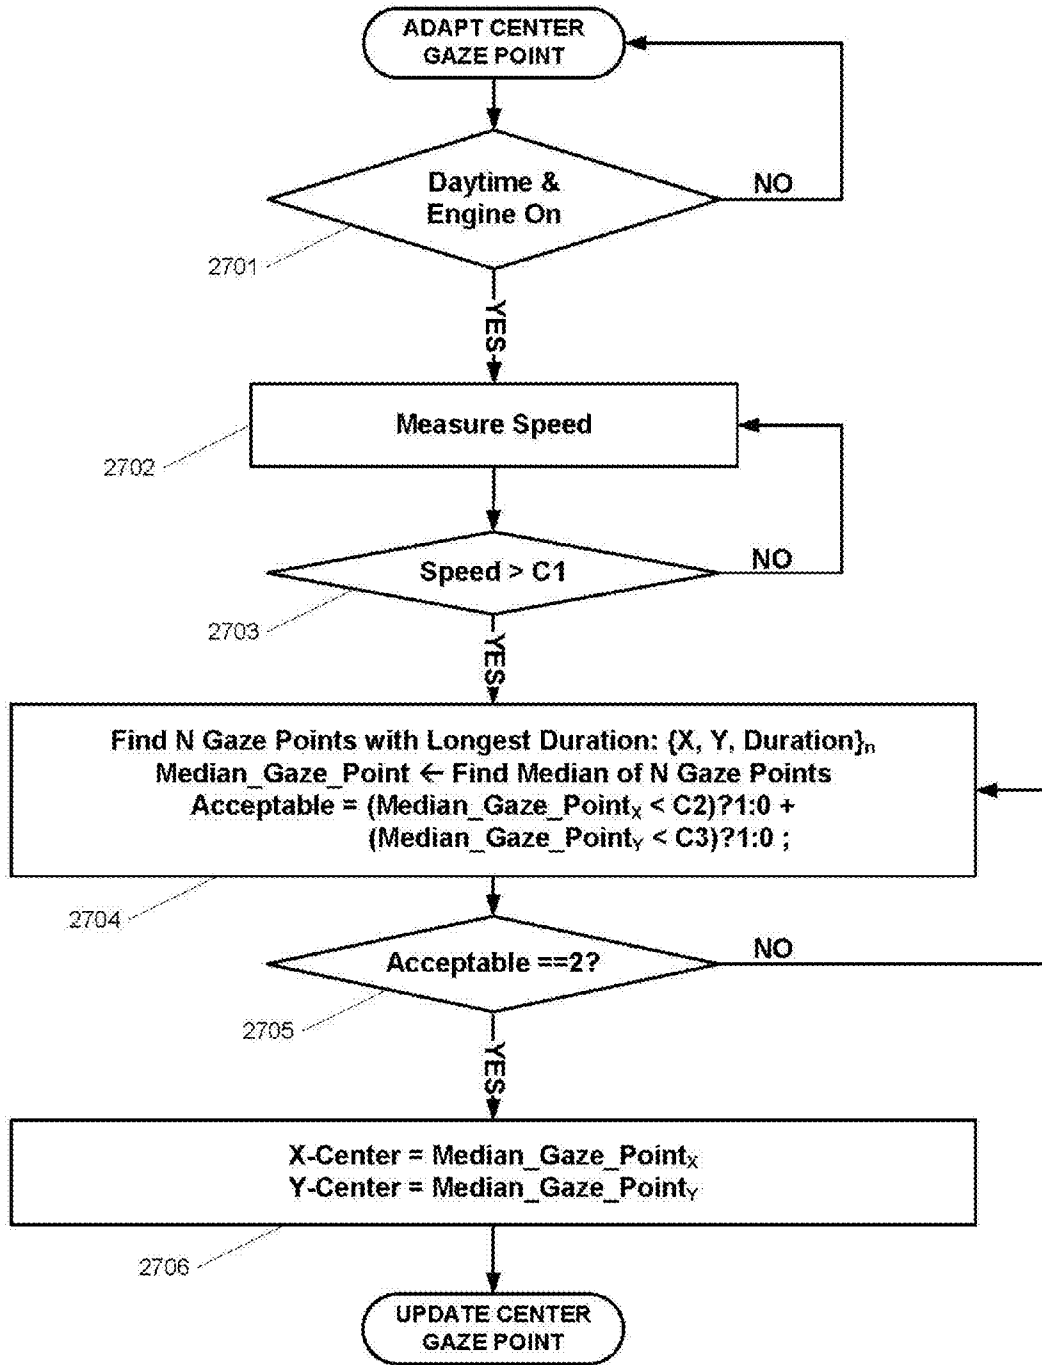 ADAPT CENTER
GAZE POINT
Daytime &
Engine On
NO
2701
YES
Measure Speed
2702
Speed > C1
NO
2703
YES
Find N Gaze Points with Longest Duration: {X, Y, Duration}n
Median_Gaze_Point ← Find Median of N Gaze Points
Acceptable = (Median_Gaze_PointX < C2)?1:0 +
(Median_Gaze_PointY < C3)?1:0 ;
2704
Acceptable ==2?
NO
2705
YES
X-Center = Median_Gaze_PointX
Y-Center = Median_Gaze_PointY
2706
UPDATE CENTER
GAZE POINT